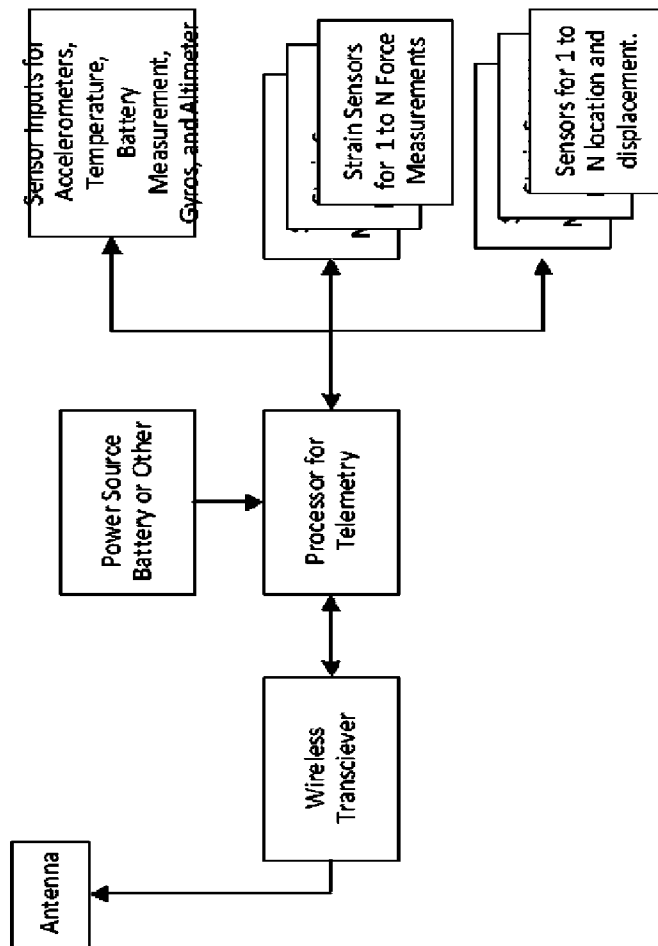 Antenna
Wireless
Transciever
Power Source
Battery or Other
Processor for
Telemetry
Sensor Inputs for
Accelerometers,
Temperature,
Battery
Measurement,
Gyros, and Altimeter
Strain Sensors
for 1 to N Force
Measurements
Sensors for 1 to
N location and
displacement.